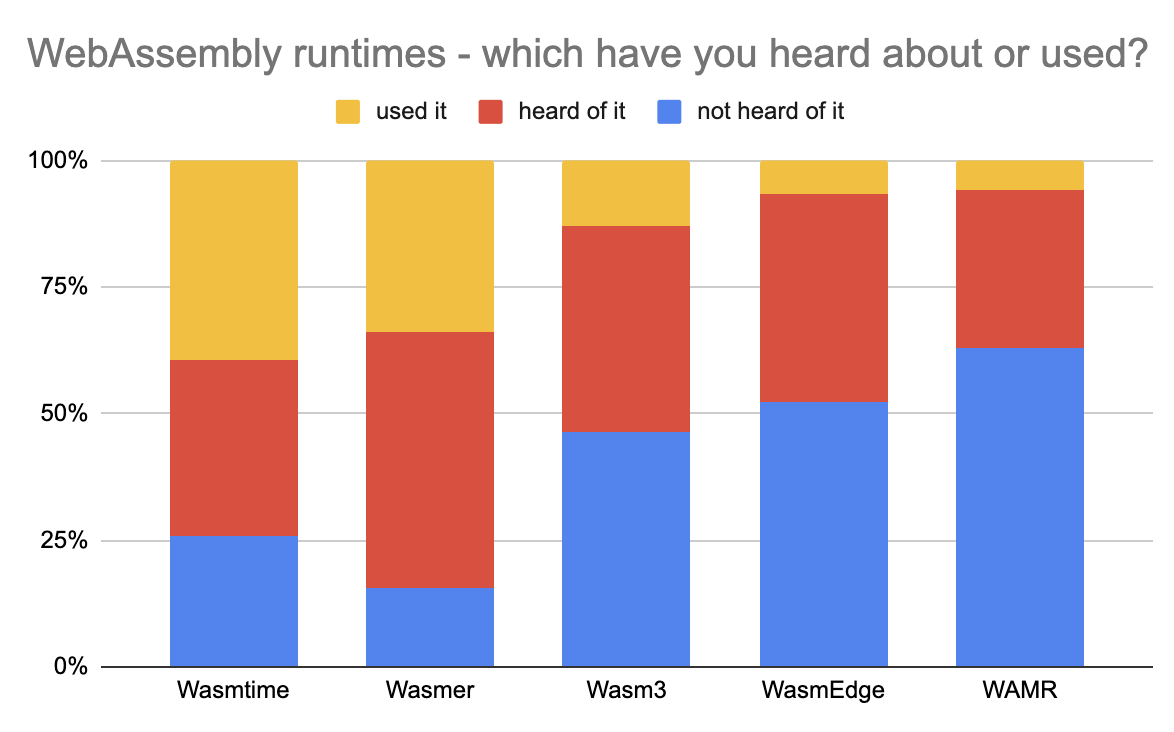 WebAssembly runtimes - which have you heard about or used?
used it heard of it not heard of it
100%
75%
50%
25%
0%
Wasmtime Wasmer Wasm3 WasmEdge WAMR